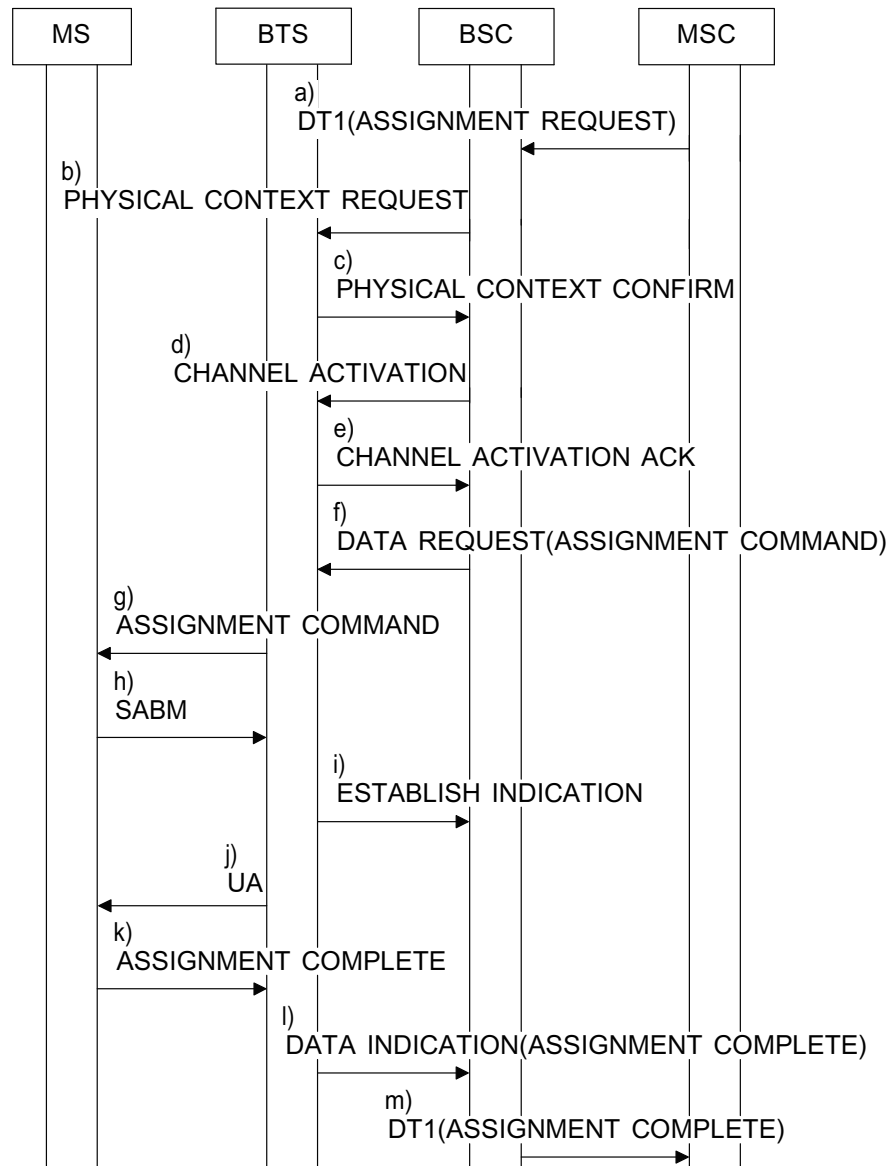 MS BTS BSC MSC
a)
DT1(ASSIGNMENT REQUEST)
b)
PHYSICAL CONTEXT REQUEST
c)
PHYSICAL CONTEXT CONFIRM
d)
CHANNEL ACTIVATION
e)
CHANNEL ACTIVATION ACK
f)
DATA REQUEST(ASSIGNMENT COMMAND)
g)
ASSIGNMENT COMMAND
h)
SABM
i)
ESTABLISH INDICATION
j)
UA
k)
ASSIGNMENT COMPLETE
l)
DATA INDICATION(ASSIGNMENT COMPLETE)
m)
DT1(ASSIGNMENT COMPLETE)